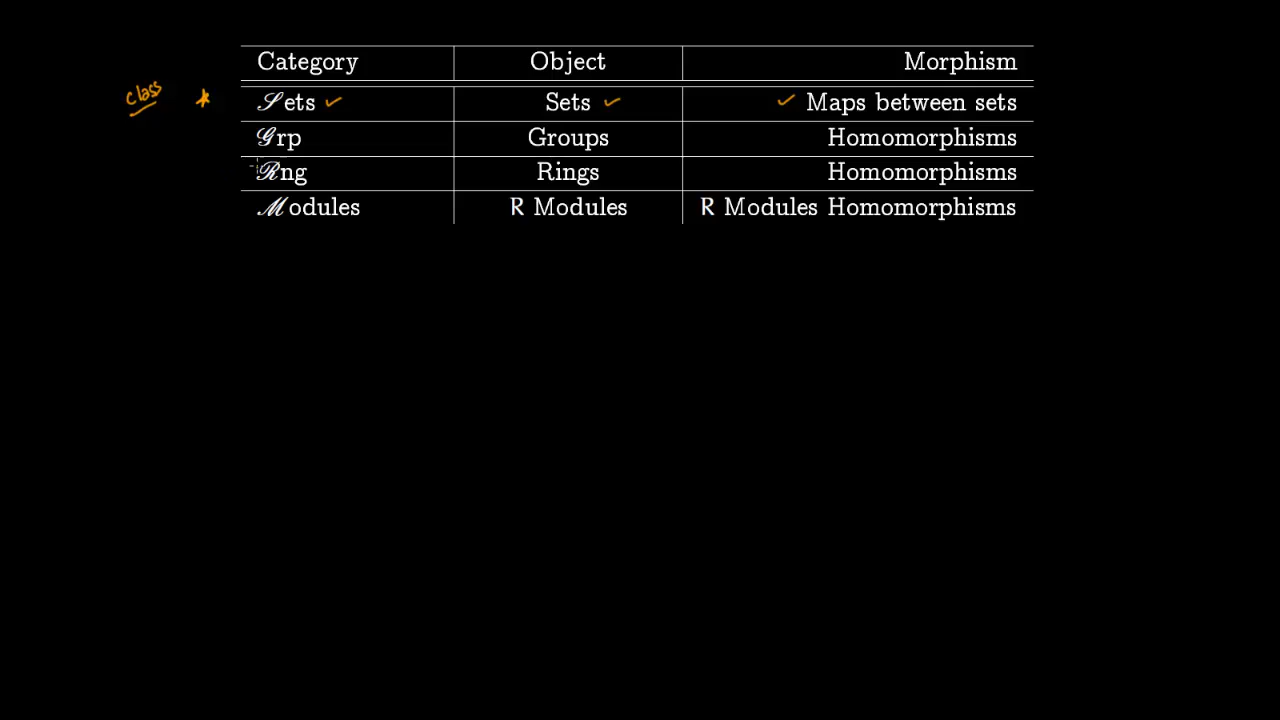 Category Object Morphism
class * Sets ✓ Sets ✓ ✓ Maps between sets
Grp Groups Homomorphisms
Rng Rings Homomorphisms
Modules R Modules R Modules Homomorphisms